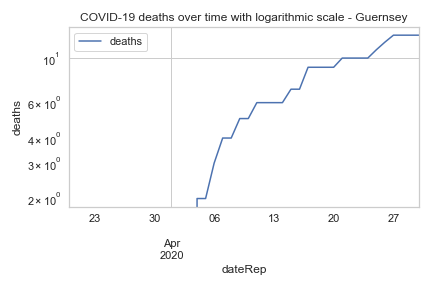 COVID-19 deaths over time with logarithmic scale - Guernsey
deaths
10¹
6 × 10⁰
4 × 10⁰
3 × 10⁰
2 × 10⁰
deaths
23 30 06 13 20 27
Apr
2020
dateRep